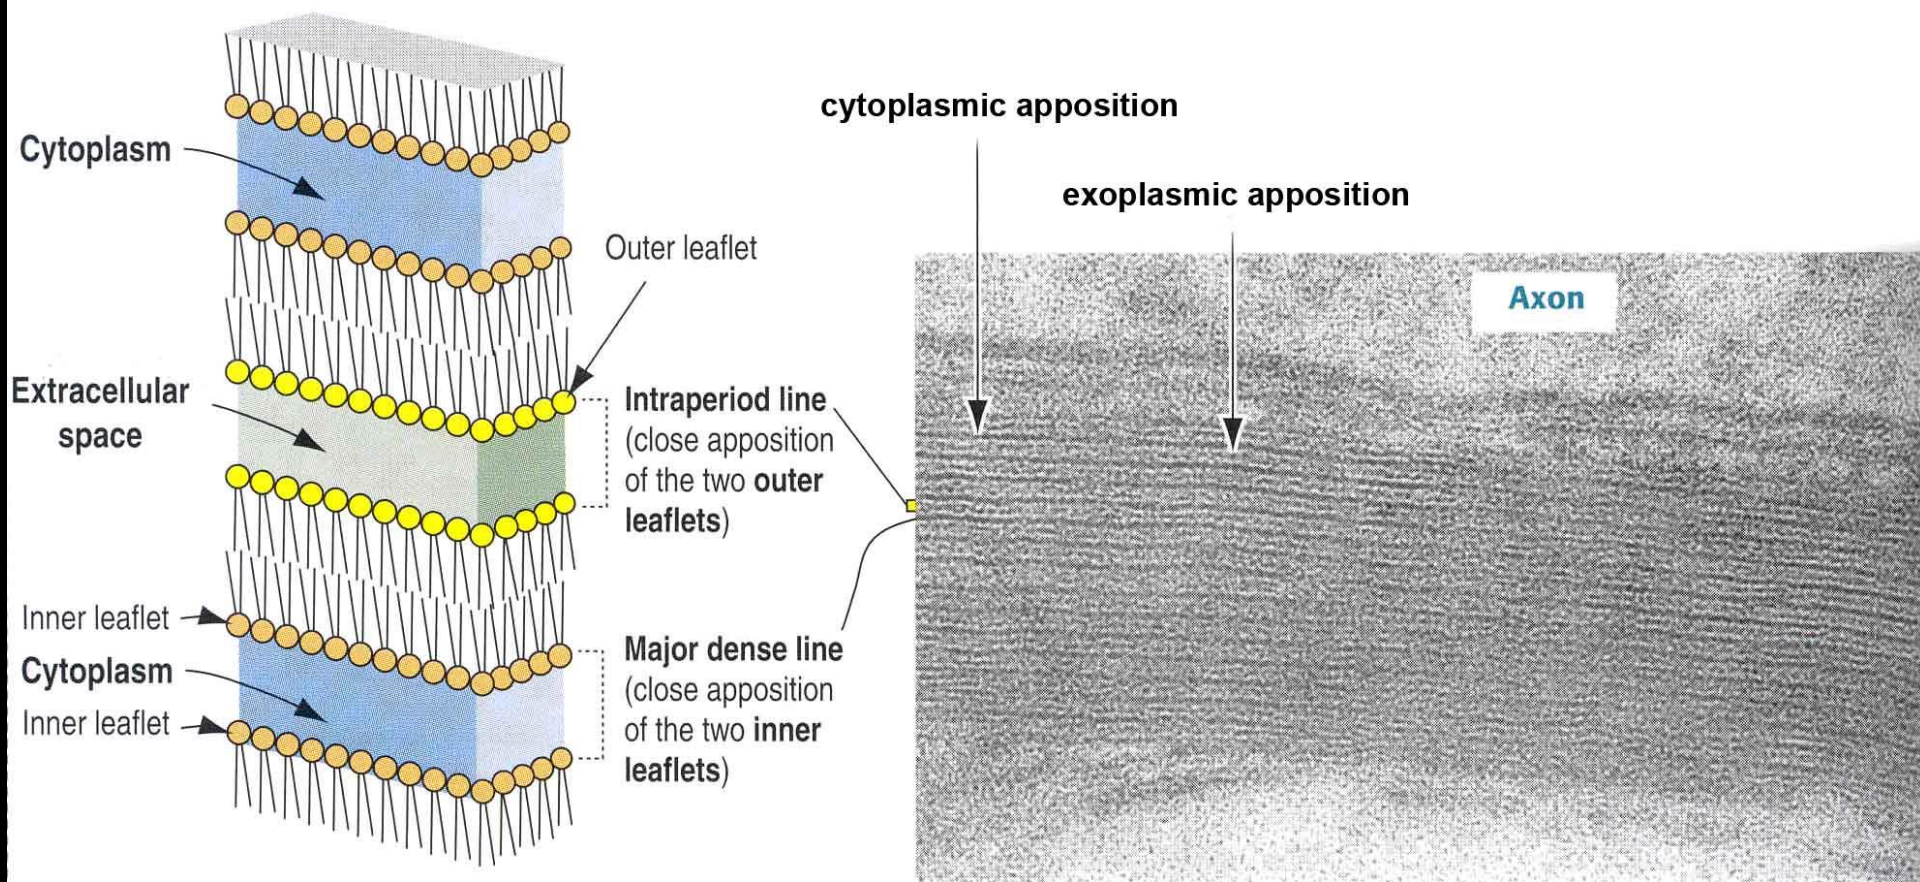 Cytoplasm
Extracellular
space
Inner leaflet
Cytoplasm
Inner leaflet
Outer leaflet
Intraperiod line
(close apposition
of the two outer
leaflets)
Major dense line
(close apposition
of the two inner
leaflets)
cytoplasmic apposition
exoplasmic apposition
Axon